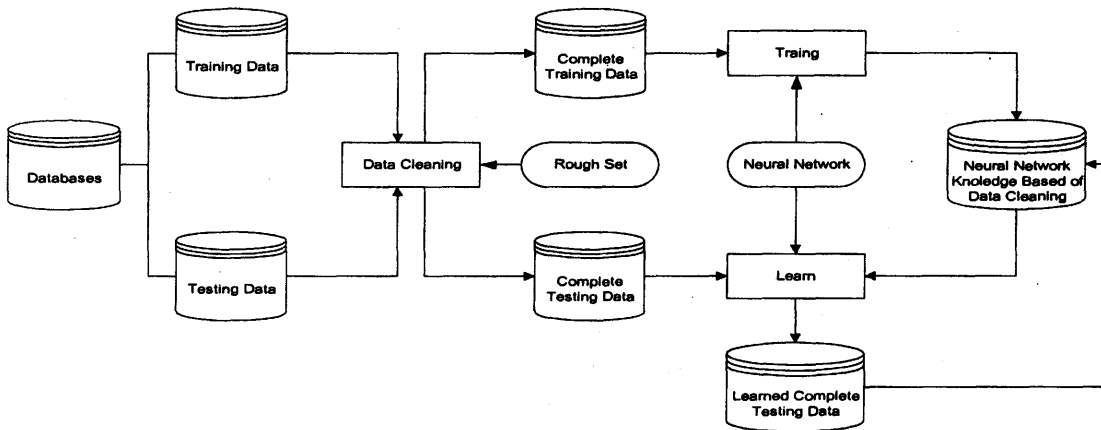 Databases
Training Data
Testing Data
Data Cleaning
Rough Set
Complete
Training Data
Complete
Testing Data
Traing
Neural Network
Learn
Neural Network
Knoledge Based of
Data Cleaning
Learned Complete
Testing Data